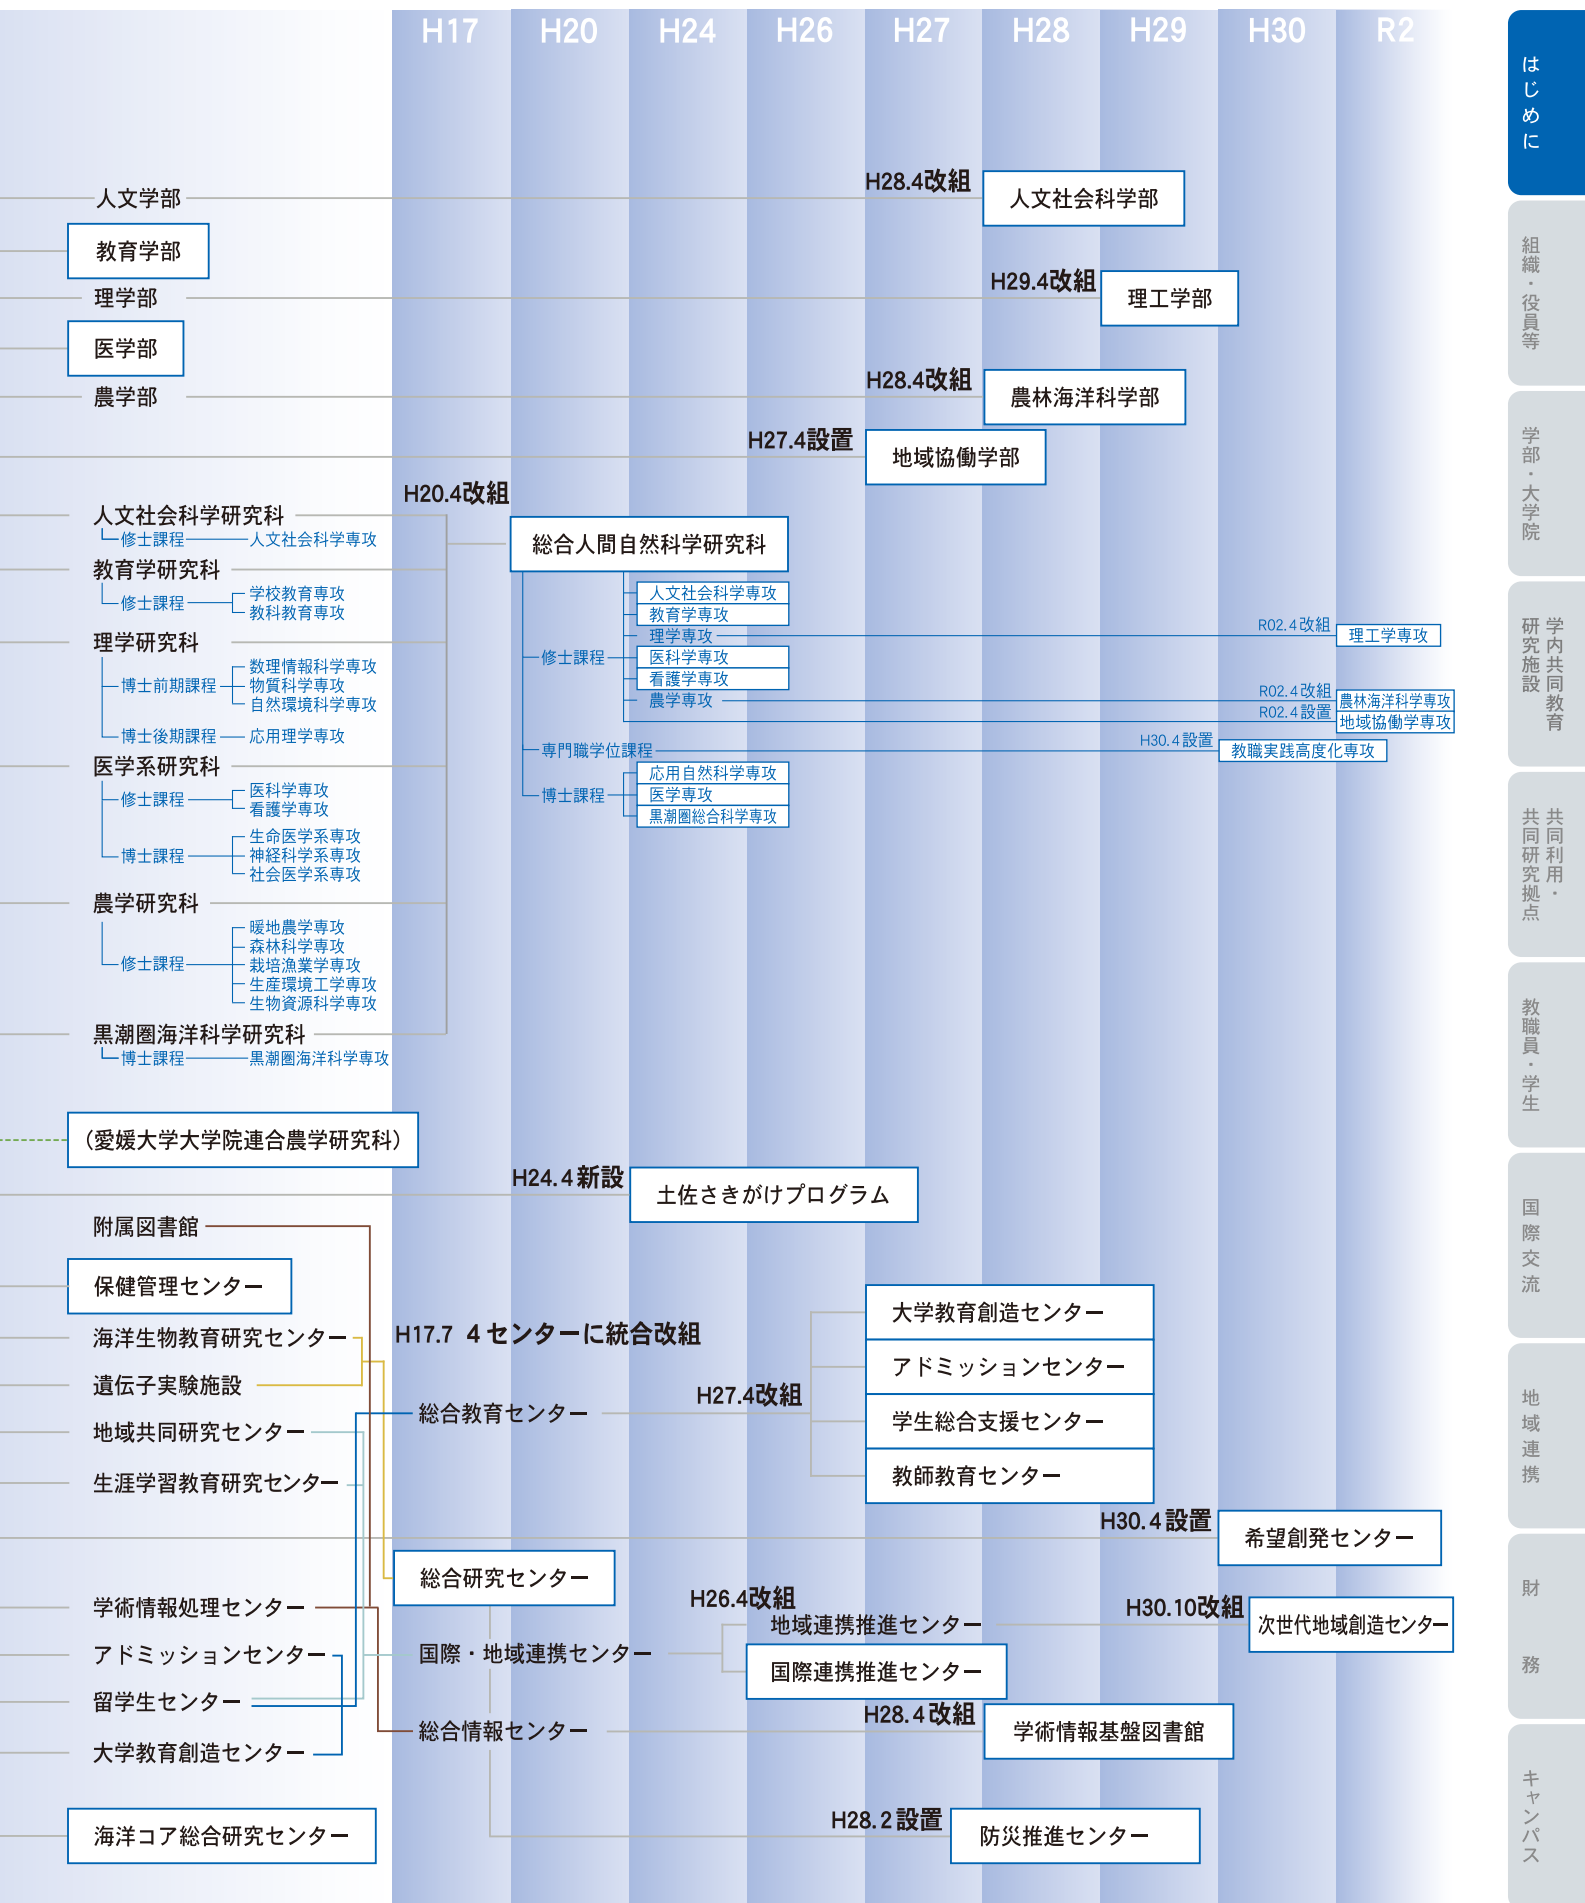 H17 H20 H24 H26 H27 H28 H29 H30 R2
人文学部
H28.4改組
人文社会科学部
教育学部
理学部
H29.4改組
理工学部
医学部
農学部
H28.4改組
農林海洋科学部
H27.4設置
地域協働学部
H20.4改組
人文社会科学研究科
修士課程
人文社会科学専攻
教育学研究科
修士課程
学校教育専攻
教科教育専攻
理学研究科
博士前期課程
数理情報科学専攻
物質科学専攻
自然環境科学専攻
博士後期課程
応用理学専攻
医学系研究科
修士課程
医科学専攻
看護学専攻
博士課程
生命医学系専攻
神経科学系専攻
社会医学系専攻
農学研究科
修士課程
暖地農学専攻
森林科学専攻
栽培漁業学専攻
生産環境工学専攻
生物資源科学専攻
黒潮圏海洋科学研究科
博士課程
黒潮圏海洋科学専攻
総合人間自然科学研究科
修士課程
人文社会科学専攻
教育学専攻
理学専攻
R02.4改組
理工学専攻
医科学専攻
看護学専攻
農学専攻
R02.4改組
農林海洋科学専攻
R02.4設置
地域協働学専攻
専門職学位課程
H30.4設置
教職実践高度化専攻
博士課程
応用自然科学専攻
医学専攻
黒潮圏総合科学専攻
（愛媛大学大学院連合農学研究科）
H24.4新設
土佐さきがけプログラム
附属図書館
保健管理センター
海洋生物教育研究センター
遺伝子実験施設
地域共同研究センター
生涯学習教育研究センター
学術情報処理センター
アドミッションセンター
留学生センター
大学教育創造センター
海洋コア総合研究センター
H17.7 4センターに統合改組
総合教育センター
H27.4改組
大学教育創造センター
アドミッションセンター
学生総合支援センター
教師教育センター
H30.4設置
希望創発センター
総合研究センター
H26.4改組
国際・地域連携センター
地域連携推進センター
H30.10改組
次世代地域創造センター
国際連携推進センター
総合情報センター
H28.4改組
学術情報基盤図書館
H28.2設置
防災推進センター
はじめに
組織・役員等
学部・大学院
学内共同教育
研究施設
共同利用・
共同研究拠点
教職員・学生
国際交流
地域連携
財務
キャンパス